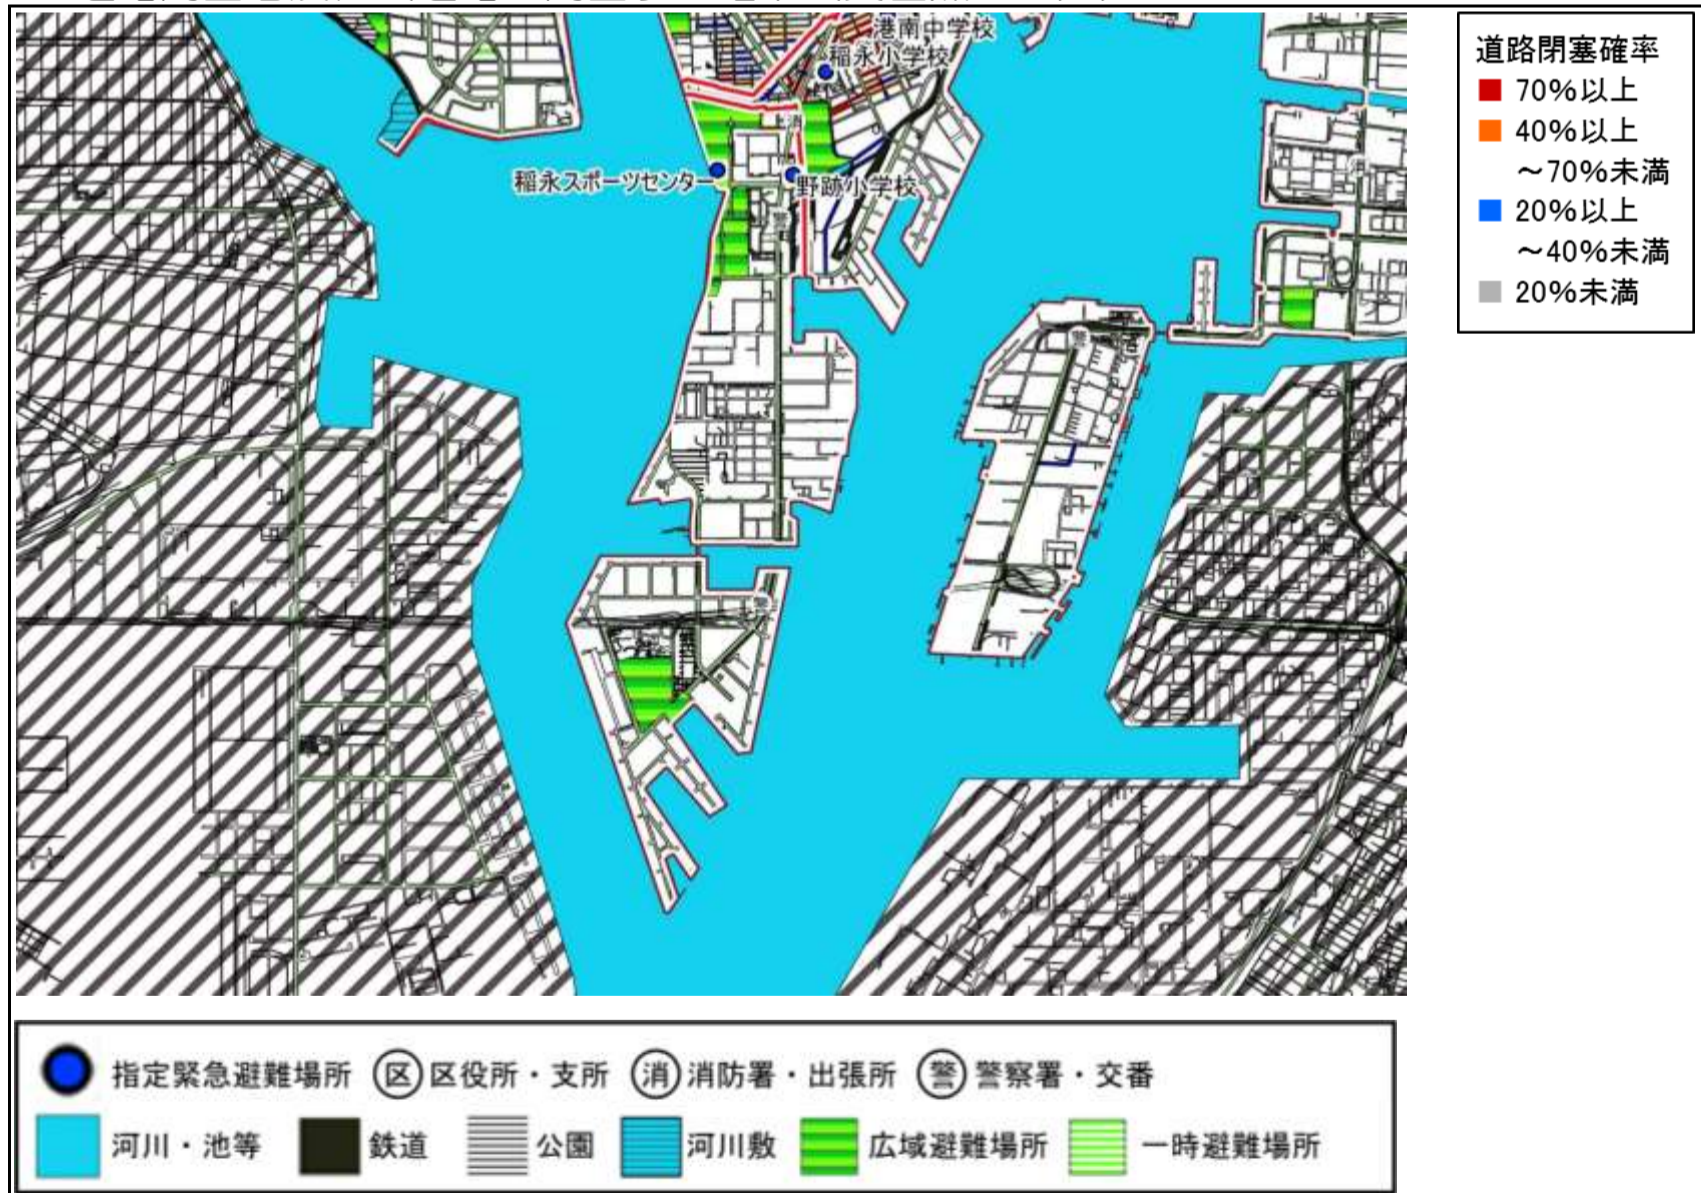 道路閉塞確率
70%以上
40%以上
～70%未満
20%以上
～40%未満
20%未満
港南中学校
稲永小学校
消
稲永スポーツセンター
野跡小学校
警
警
警
指定緊急避難場所 区 区役所・支所 消 消防署・出張所 警 警察署・交番
河川・池等 鉄道 公園 河川敷 広域避難場所 一時避難場所